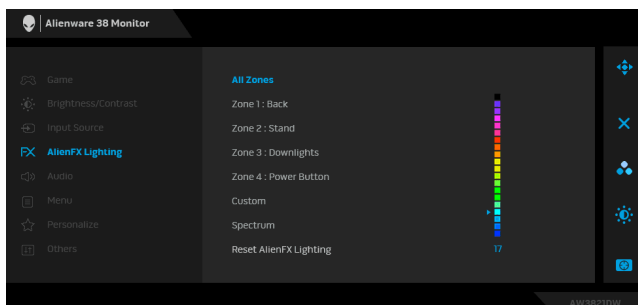 Alienware 38 Monitor
Game
Brightness/Contrast
Input Source
AlienFX Lighting
Audio
Menu
Personalize
Others
All Zones
Zone 1 : Back
Zone 2 : Stand
Zone 3 : Downlights
Zone 4 : Power Button
Custom
Spectrum
Reset AlienFX Lighting
17
AW3821DW